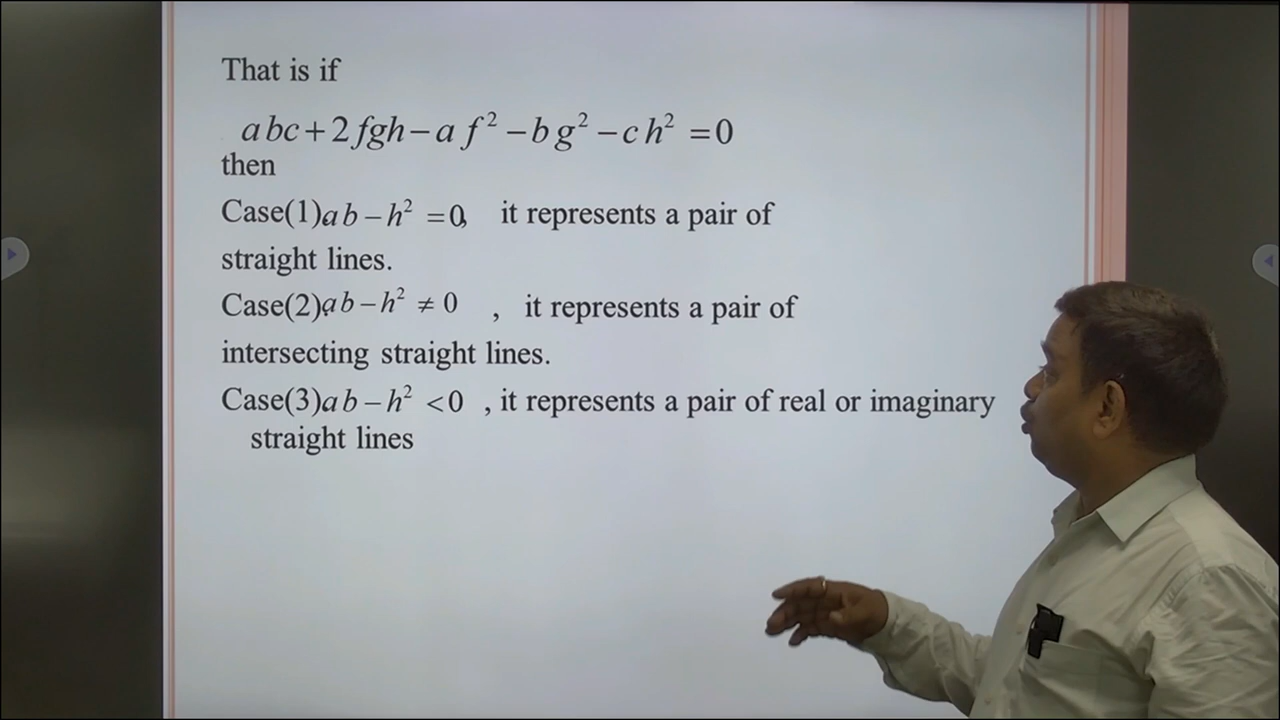 That is if
abc+2fgh−af²−bg²−ch²=0
then
Case(1)ab−h²=0, it represents a pair of
straight lines.
Case(2)ab−h²≠0 , it represents a pair of
intersecting straight lines.
Case(3)ab−h²<0 , it represents a pair of real or imaginary
straight lines